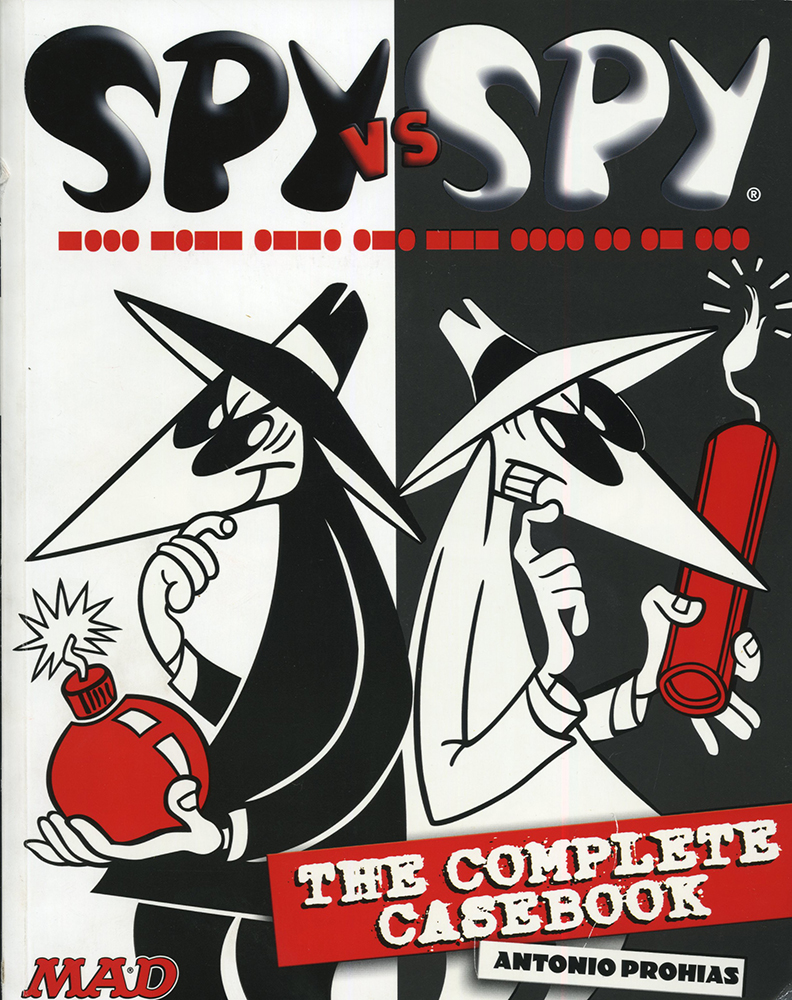 SPY vs SPY®
-... -.-- .--. .-. --- .... .. .- ...
THE COMPLETE
CASEBOOK
ANTONIO PROHIAS
MAD®